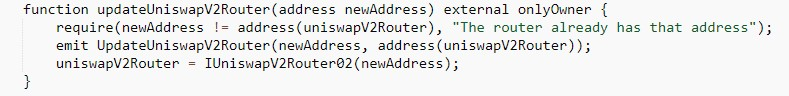 function updateUniswapV2Router(address newAddress) external onlyOwner {
    require(newAddress != address(uniswapV2Router), "The router already has that address");
    emit UpdateUniswapV2Router(newAddress, address(uniswapV2Router));
    uniswapV2Router = IUniswapV2Router02(newAddress);
}